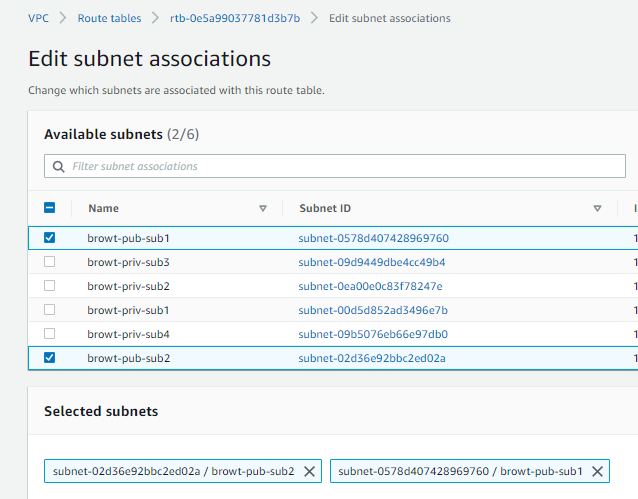 VPC > Route tables > rtb-0e5a99037781d3b7b > Edit subnet associations
Edit subnet associations
Change which subnets are associated with this route table.
Available subnets (2/6)
Filter subnet associations
Name Subnet ID
browt-pub-sub1 subnet-0578d407428969760
browt-priv-sub3 subnet-09d9449dbe4cc49b4
browt-priv-sub2 subnet-0ea00e0c83f78247e
browt-priv-sub1 subnet-00d5d852ad3496e7b
browt-priv-sub4 subnet-09b5076eb66e97db0
browt-pub-sub2 subnet-02d36e92bbc2ed02a
Selected subnets
subnet-02d36e92bbc2ed02a / browt-pub-sub2 subnet-0578d407428969760 / browt-pub-sub1